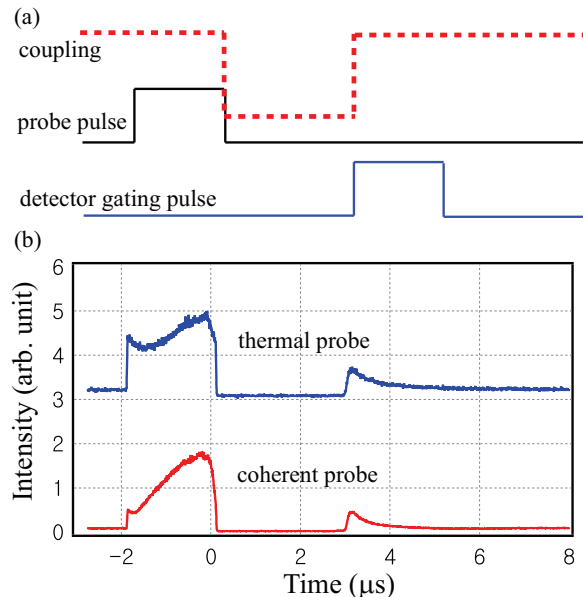 (a)
coupling
probe pulse
detector gating pulse
(b)
6
5
4
3
2
1
0
Intensity (arb. unit)
thermal probe
coherent probe
−2 0 2 4 6 8
Time (μs)